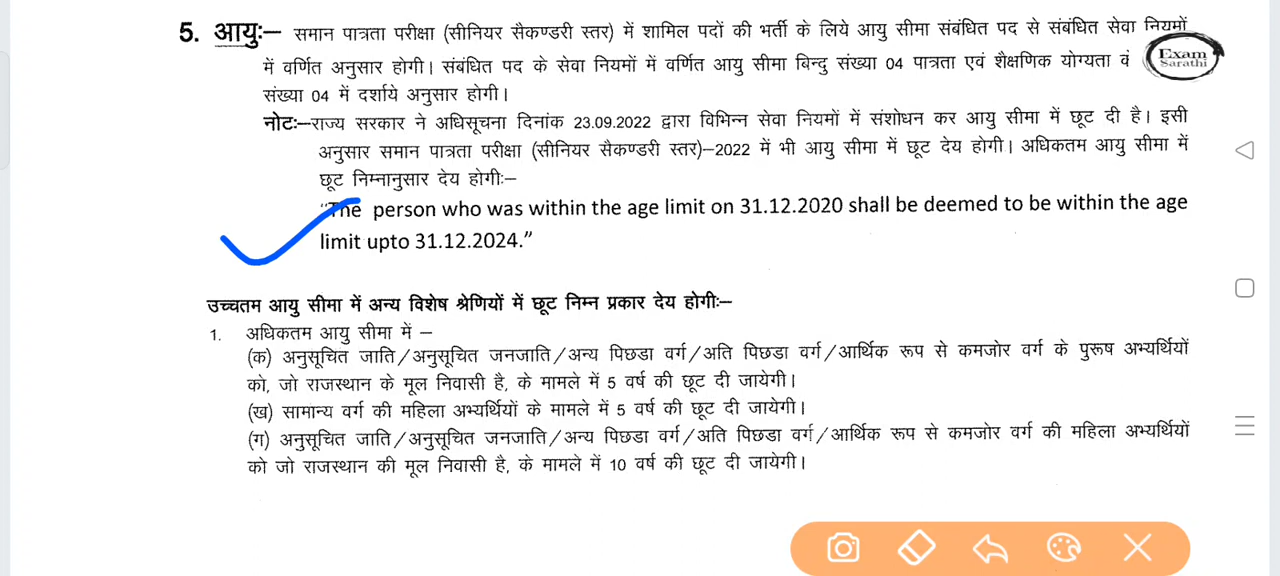 5. आयुः– समान पात्रता परीक्षा (सीनियर सैकण्डरी स्तर) में शामिल पदों की भर्ती के लिये आयु सीमा संबंधित पद से संबंधित सेवा नियमों
में वर्णित अनुसार होगी। संबंधित पद के सेवा नियमों में वर्णित आयु सीमा बिन्दु संख्या 04 पात्रता एवं शैक्षणिक योग्यता वं
Exam
Sarathi
संख्या 04 में दर्शाये अनुसार होगी।
नोटः–राज्य सरकार ने अधिसूचना दिनांक 23.09.2022 द्वारा विभिन्न सेवा नियमों में संशोधन कर आयु सीमा में छूट दी है। इसी
अनुसार समान पात्रता परीक्षा (सीनियर सैकण्डरी स्तर)–2022 में भी आयु सीमा में छूट देय होगी। अधिकतम आयु सीमा में
छूट निम्नानुसार देय होगीः–
“The person who was within the age limit on 31.12.2020 shall be deemed to be within the age
limit upto 31.12.2024.”
उच्चतम आयु सीमा में अन्य विशेष श्रेणियों में छूट निम्न प्रकार देय होगीः–
1. अधिकतम आयु सीमा में –
(क) अनुसूचित जाति/अनुसूचित जनजाति/अन्य पिछडा वर्ग/अति पिछडा वर्ग/आर्थिक रूप से कमजोर वर्ग के पुरूष अभ्यर्थियों
को, जो राजस्थान के मूल निवासी है, के मामले में 5 वर्ष की छूट दी जायेगी।
(ख) सामान्य वर्ग की महिला अभ्यर्थियों के मामले में 5 वर्ष की छूट दी जायेगी।
(ग) अनुसूचित जाति/अनुसूचित जनजाति/अन्य पिछडा वर्ग/अति पिछडा वर्ग/आर्थिक रूप से कमजोर वर्ग की महिला अभ्यर्थियों
को जो राजस्थान की मूल निवासी है, के मामले में 10 वर्ष की छूट दी जायेगी।